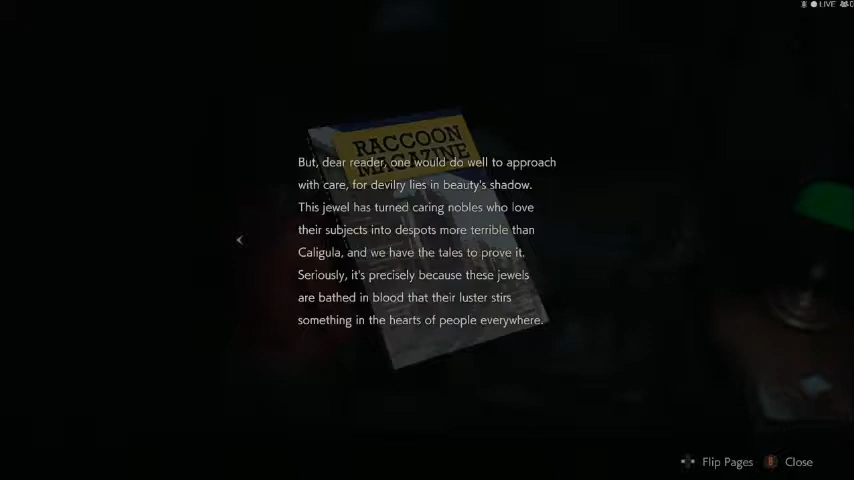 LIVE
RACCOON
MAGAZINE
But, dear reader, one would do well to approach
with care, for devilry lies in beauty's shadow.
This jewel has turned caring nobles who love
their subjects into despots more terrible than
Caligula, and we have the tales to prove it.
Seriously, it's precisely because these jewels
are bathed in blood that their luster stirs
something in the hearts of people everywhere.
Flip Pages
B Close